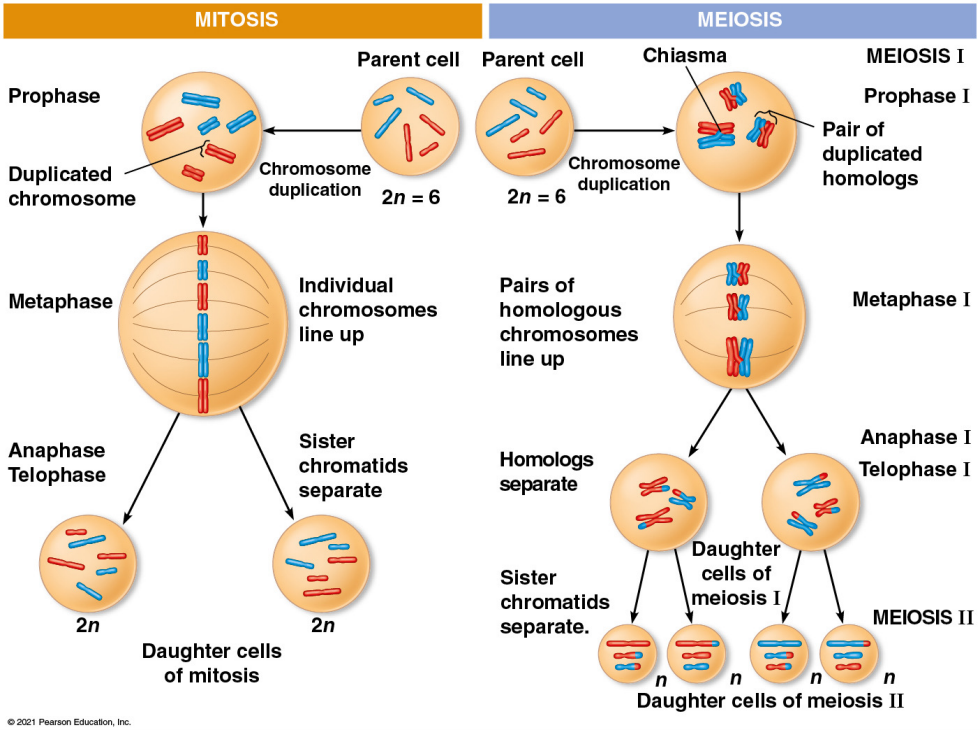 MITOSIS
MEIOSIS
Parent cell
Prophase
Duplicated
chromosome
Chromosome
duplication
2n = 6
Metaphase
Individual
chromosomes
line up
Anaphase
Telophase
Sister
chromatids
separate
2n
2n
Daughter cells
of mitosis
Parent cell
Chiasma
MEIOSIS I
Prophase I
Pair of
duplicated
homologs
Chromosome
duplication
2n = 6
Pairs of
homologous
chromosomes
line up
Metaphase I
Anaphase I
Telophase I
Homologs
separate
Daughter
cells of
meiosis I
Sister
chromatids
separate.
MEIOSIS II
n
n
n
n
Daughter cells of meiosis II
© 2021 Pearson Education, Inc.